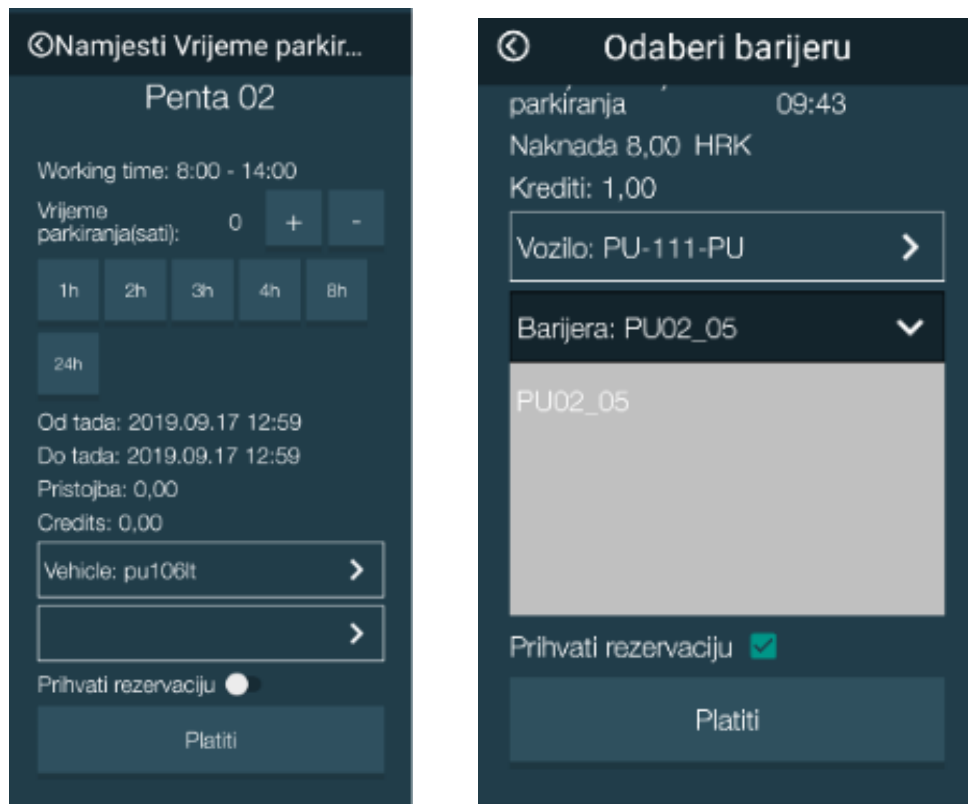 Namjesti Vrijeme parkir...
Penta 02
Working time: 8:00 - 14:00
Vrijeme
parkiranja(sati):
0 + -
1h 2h 3h 4h 8h
24h
Od tada: 2019.09.17 12:59
Do tada: 2019.09.17 12:59
Pristojba: 0,00
Credits: 0,00
Vehicle: pu106lt
Prihvati rezervaciju
Platiti
Odaberi barijeru
parkiranja 09:43
Naknada 8,00 HRK
Krediti: 1,00
Vozilo: PU-111-PU
Barijera: PU02_05
PU02_05
Prihvati rezervaciju
Platiti